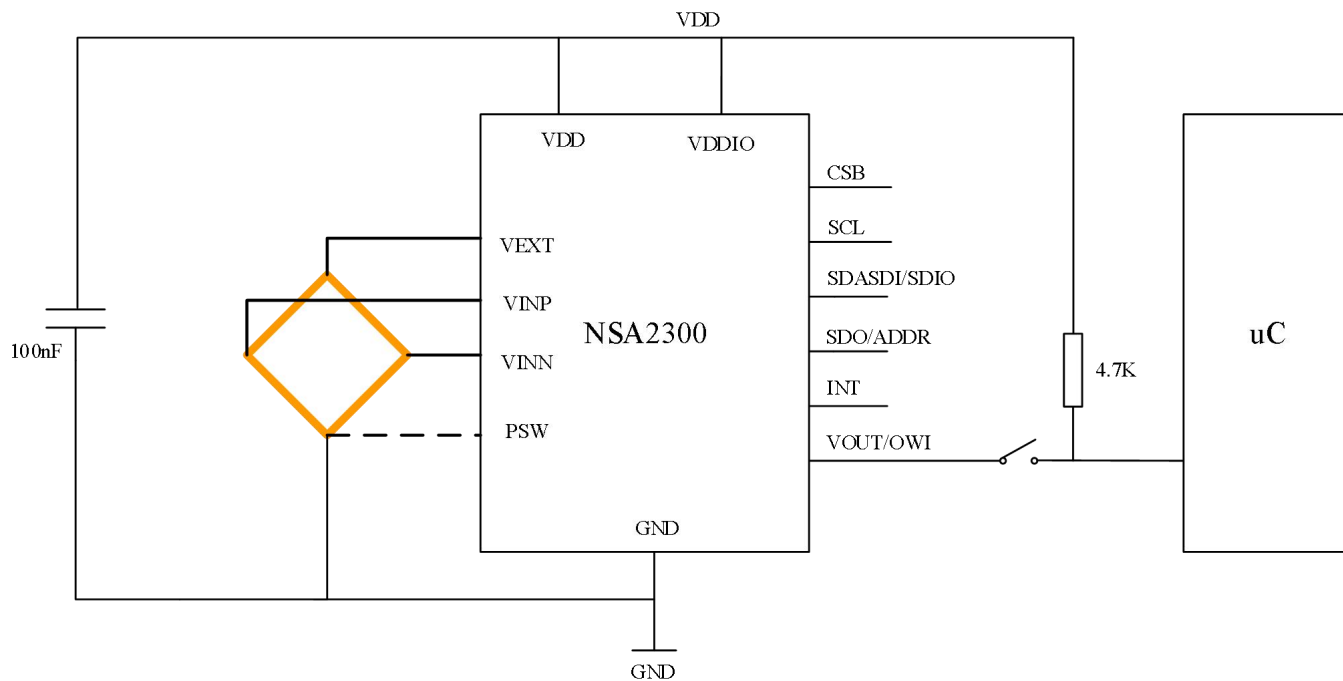 VDD
VDD
VDDIO
CSB
SCL
VEXT
SDASDI/SDIO
VINP
NSA2300
SDO/ADDR
uC
100nF
VINN
4.7K
INT
PSW
VOUT/OWI
GND
GND